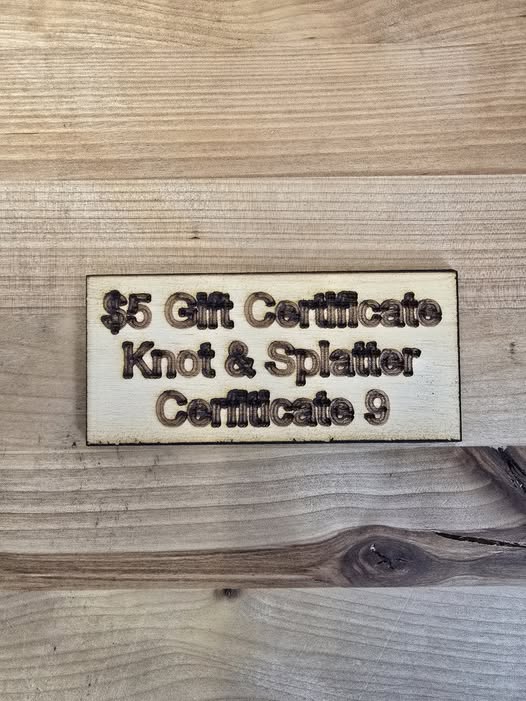 $5 Gift Certificate
Knot & Splatter
Certificate 9